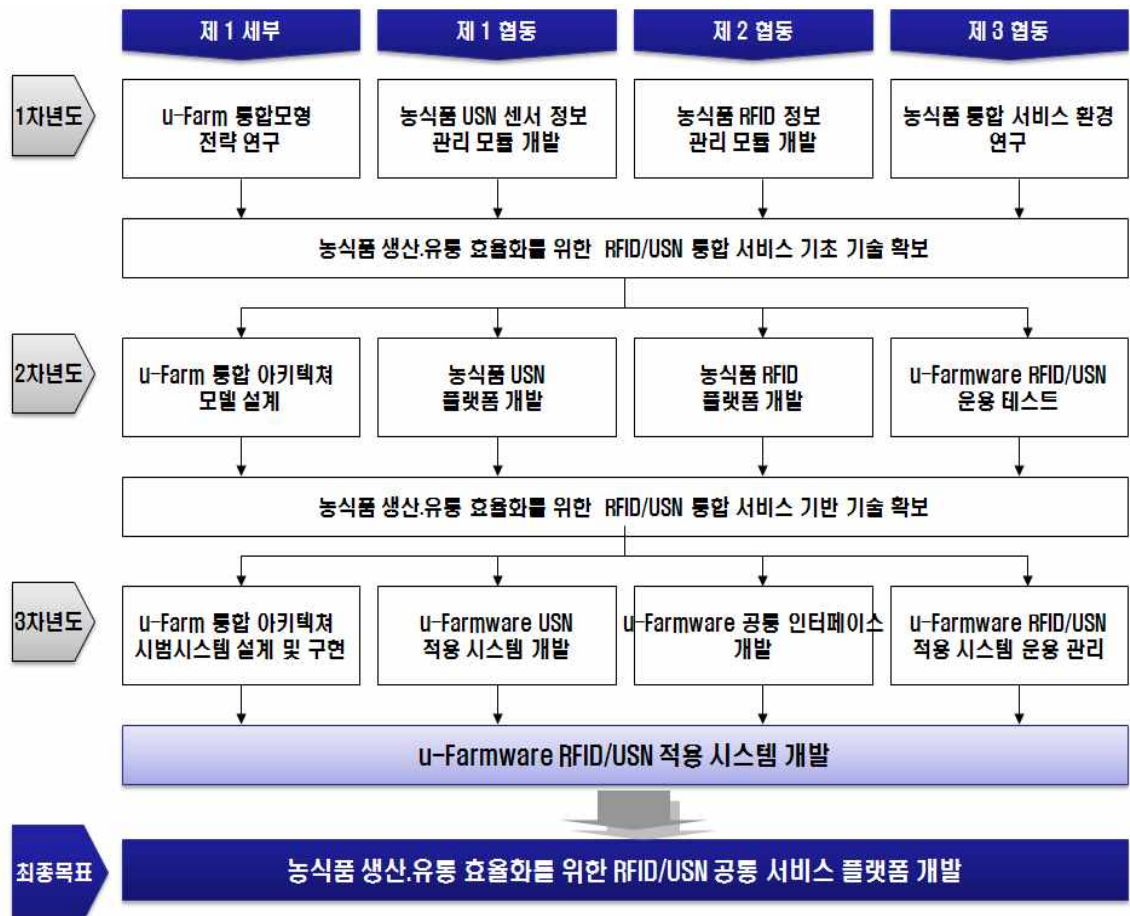 제 1 세부
제 1 협동
제 2 협동
제 3 협동
1차년도
u-Farm 통합모형
전략 연구
농식품 USN 센서 정보
관리 모듈 개발
농식품 RFID 정보
관리 모듈 개발
농식품 통합 서비스 환경
연구
농식품 생산.유통 효율화를 위한 RFID/USN 통합 서비스 기초 기술 확보
2차년도
u-Farm 통합 아키텍쳐
모델 설계
농식품 USN
플랫폼 개발
농식품 RFID
플랫폼 개발
u-Farmware RFID/USN
운용 테스트
농식품 생산.유통 효율화를 위한 RFID/USN 통합 서비스 기반 기술 확보
3차년도
u-Farm 통합 아키텍쳐
시범시스템 설계 및 구현
u-Farmware USN
적용 시스템 개발
u-Farmware 공통 인터페이스
개발
u-Farmware RFID/USN
적용 시스템 운용 관리
u-Farmware RFID/USN 적용 시스템 개발
최종목표
농식품 생산.유통 효율화를 위한 RFID/USN 공통 서비스 플랫폼 개발